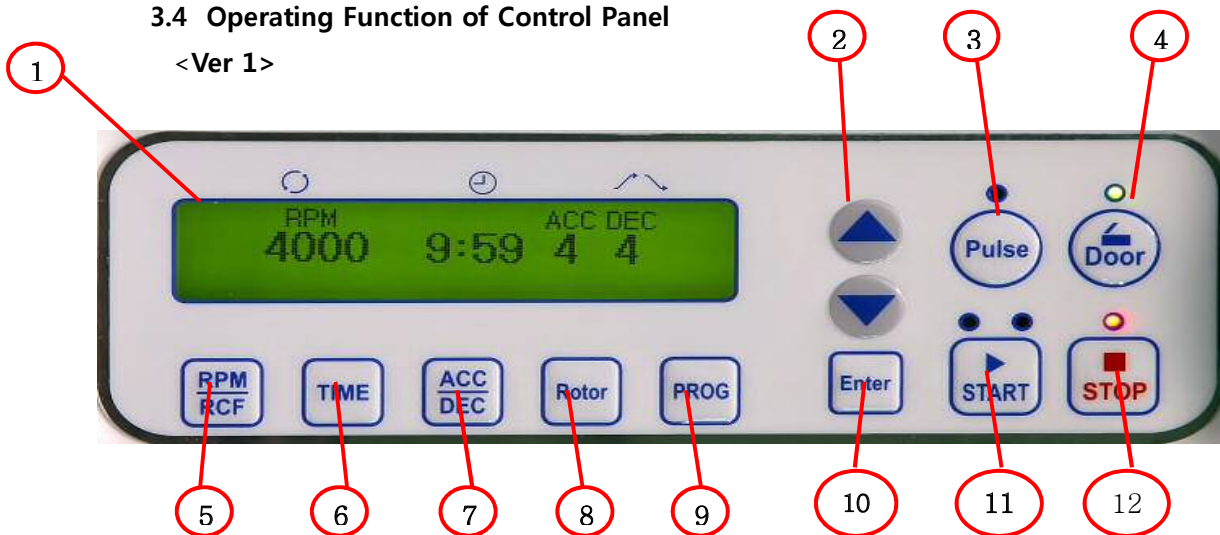 3.4 Operating Function of Control Panel
<Ver 1>
1
2
3
4
RPM
ACC DEC
4000 9:59 4 4
Pulse
Door
RPM
RCF
TIME
ACC
DEC
Rotor
PROG
Enter
START
STOP
5
6
7
8
9
10
11
12